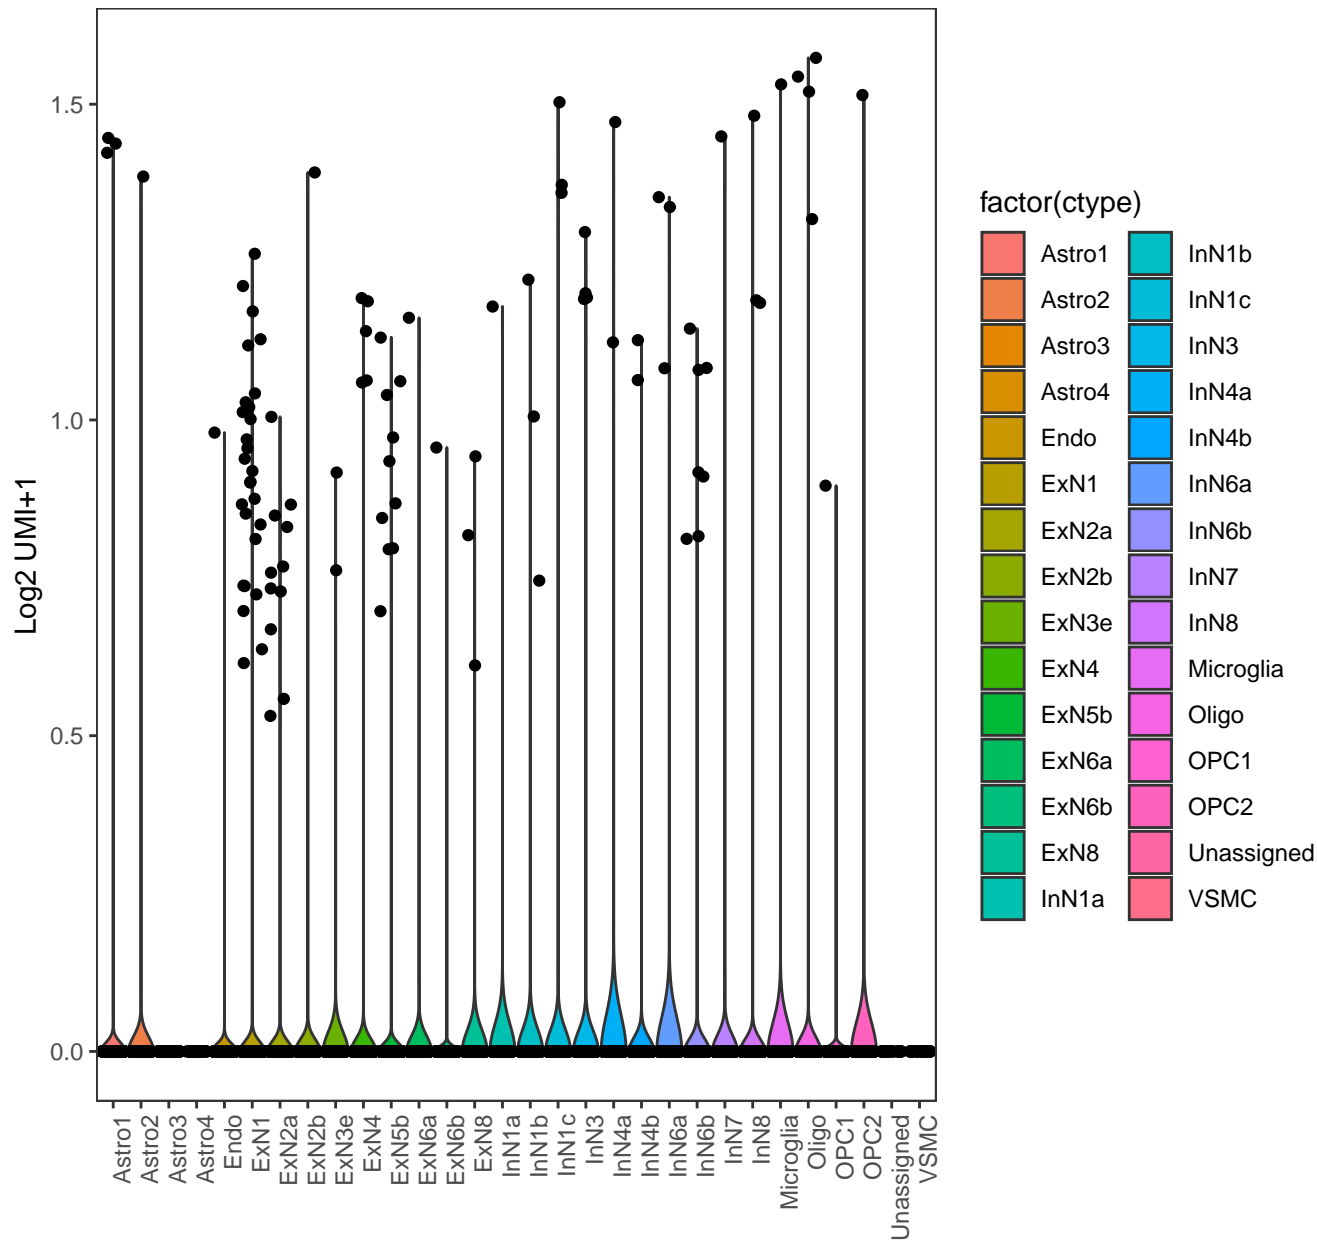 Log2 UMI+1
1.5
1.0
0.5
0.0
Astro1
Astro2
Astro3
Astro4
Endo
ExN1
ExN2a
ExN2b
ExN3e
ExN4
ExN5b
ExN6a
ExN6b
ExN8
InN1a
InN1b
InN1c
InN3
InN4a
InN4b
InN6a
InN6b
InN7
InN8
Microglia
Oligo
OPC1
OPC2
Unassigned
VSMC
factor(ctype)
Astro1
Astro2
Astro3
Astro4
Endo
ExN1
ExN2a
ExN2b
ExN3e
ExN4
ExN5b
ExN6a
ExN6b
ExN8
InN1a
InN1b
InN1c
InN3
InN4a
InN4b
InN6a
InN6b
InN7
InN8
Microglia
Oligo
OPC1
OPC2
Unassigned
VSMC